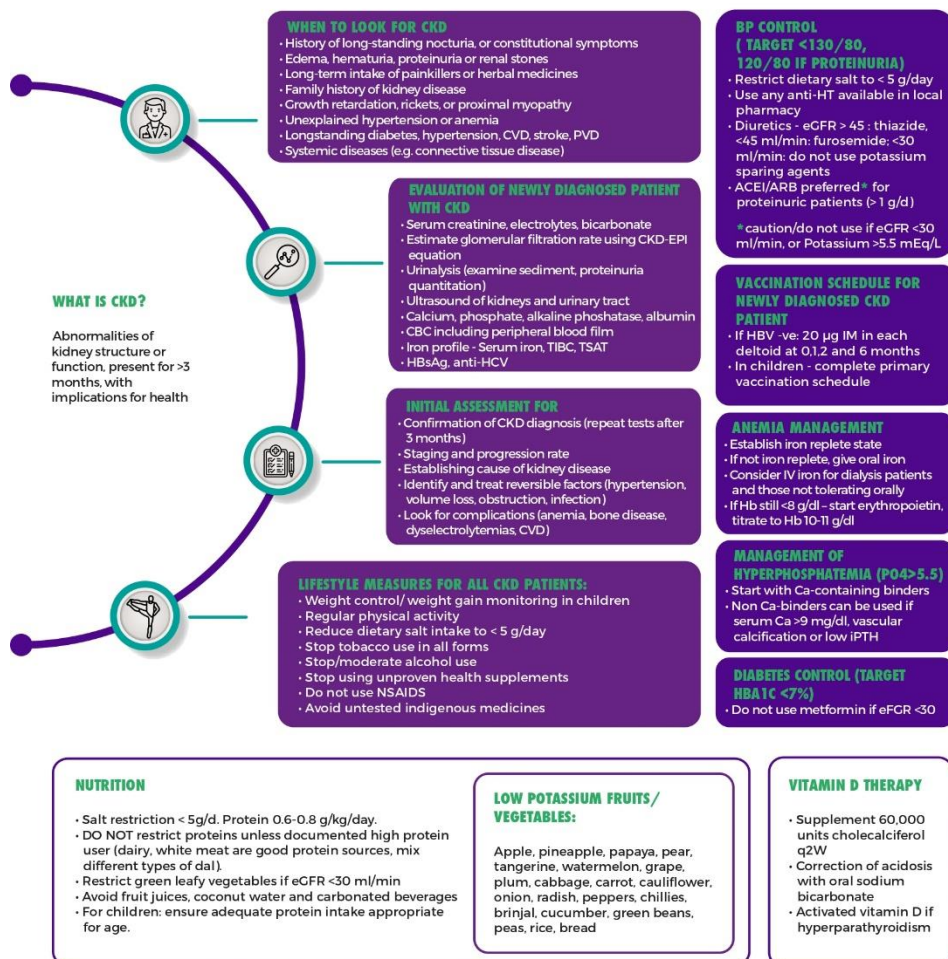 WHEN TO LOOK FOR CKD
• History of long-standing nocturia, or constitutional symptoms
• Edema, hematuria, proteinuria or renal stones
• Long-term intake of painkillers or herbal medicines
• Family history of kidney disease
• Growth retardation, rickets, or proximal myopathy
• Unexplained hypertension or anemia
• Longstanding diabetes, hypertension, CVD, stroke, PVD
• Systemic diseases (e.g. connective tissue disease)
EVALUATION OF NEWLY DIAGNOSED PATIENT
WITH CKD
• Serum creatinine, electrolytes, bicarbonate
• Estimate glomerular filtration rate using CKD-EPI
equation
• Urinalysis (examine sediment, proteinuria
quantitation)
• Ultrasound of kidneys and urinary tract
• Calcium, phosphate, alkaline phoshatase, albumin
• CBC including peripheral blood film
• Iron profile - Serum iron, TIBC, TSAT
• HBsAg, anti-HCV
WHAT IS CKD?
Abnormalities of
kidney structure or
function, present for >3
months, with
implications for health
INITIAL ASSESSMENT FOR
• Confirmation of CKD diagnosis (repeat tests after
3 months)
• Staging and progression rate
• Establishing cause of kidney disease
• Identify and treat reversible factors (hypertension,
volume loss, obstruction, infection)
• Look for complications (anemia, bone disease,
dyselectrolytemias, CVD)
LIFESTYLE MEASURES FOR ALL CKD PATIENTS:
• Weight control/ weight gain monitoring in children
• Regular physical activity
• Reduce dietary salt intake to < 5 g/day
• Stop tobacco use in all forms
• Stop/moderate alcohol use
• Stop using unproven health supplements
• Do not use NSAIDS
• Avoid untested indigenous medicines
BP CONTROL
( TARGET <130/80,
120/80 IF PROTEINURIA)
• Restrict dietary salt to < 5 g/day
• Use any anti-HT available in local
pharmacy
• Diuretics - eGFR > 45 : thiazide,
<45 ml/min: furosemide; <30
ml/min: do not use potassium
sparing agents
• ACEI/ARB preferred* for
proteinuric patients (> 1 g/d)
*caution/do not use if eGFR <30
ml/min, or Potassium >5.5 mEq/L
VACCINATION SCHEDULE FOR
NEWLY DIAGNOSED CKD
PATIENT
• If HBV -ve: 20 µg IM in each
deltoid at 0,1,2 and 6 months
• In children - complete primary
vaccination schedule
ANEMIA MANAGEMENT
• Establish iron replete state
• If not iron replete, give oral iron
• Consider IV iron for dialysis patients
and those not tolerating orally
• If Hb still <8 g/dl – start erythropoietin,
titrate to Hb 10-11 g/dl
MANAGEMENT OF
HYPERPHOSPHATEMIA (PO4>5.5)
• Start with Ca-containing binders
• Non Ca-binders can be used if
serum Ca >9 mg/dl, vascular
calcification or low iPTH
DIABETES CONTROL (TARGET
HBA1C <7%)
• Do not use metformin if eFGR <30
NUTRITION
• Salt restriction < 5g/d. Protein 0.6-0.8 g/kg/day.
• DO NOT restrict proteins unless documented high protein
user (dairy, white meat are good protein sources, mix
different types of dal).
• Restrict green leafy vegetables if eGFR <30 ml/min
• Avoid fruit juices, coconut water and carbonated beverages
• For children: ensure adequate protein intake appropriate
for age.
LOW POTASSIUM FRUITS/
VEGETABLES:
Apple, pineapple, papaya, pear,
tangerine, watermelon, grape,
plum, cabbage, carrot, cauliflower,
onion, radish, peppers, chillies,
brinjal, cucumber, green beans,
peas, rice, bread
VITAMIN D THERAPY
• Supplement 60,000
units cholecalciferol
q2W
• Correction of acidosis
with oral sodium
bicarbonate
• Activated vitamin D if
hyperparathyroidism